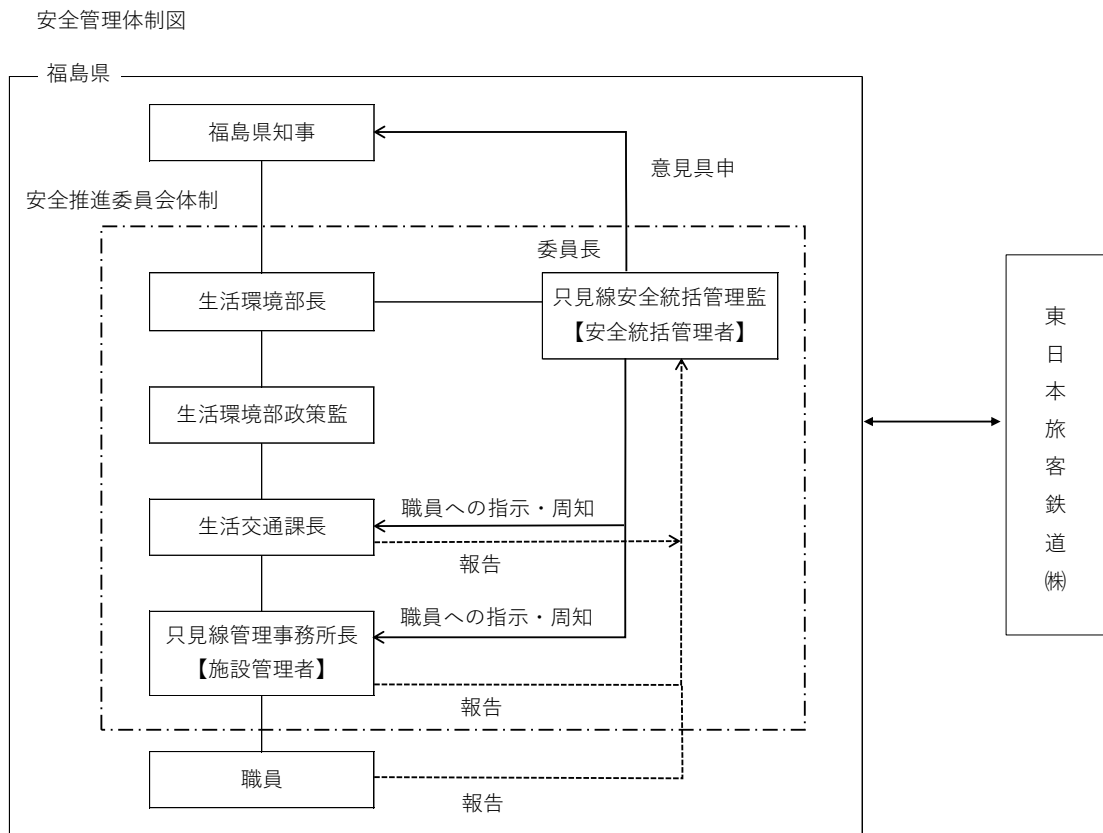 安全管理体制図
福島県
福島県知事
意見具申
安全推進委員会体制
委員長
生活環境部長
只見線安全統括管理監
【安全統括管理者】
生活環境部政策監
職員への指示・周知
生活交通課長
報告
職員への指示・周知
只見線管理事務所長
【施設管理者】
報告
職員
報告
東日本旅客鉄道㈱